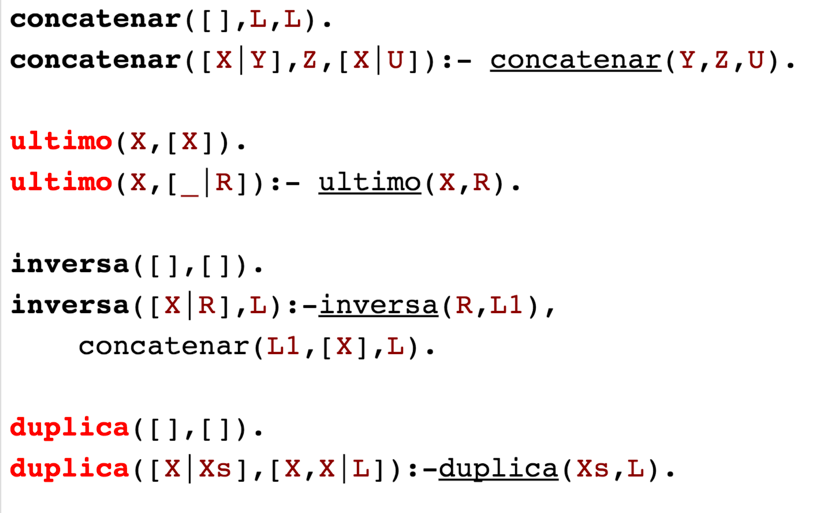 concatenar([],L,L).
concatenar([X|Y],Z,[X|U]):- concatenar(Y,Z,U).
ultimo(X,[X]).
ultimo(X,[_|R]):- ultimo(X,R).
inversa([],[]).
inversa([X|R],L):-inversa(R,L1),
concatenar(L1,[X],L).
duplica([],[]).
duplica([X|Xs],[X,X|L]):-duplica(Xs,L).